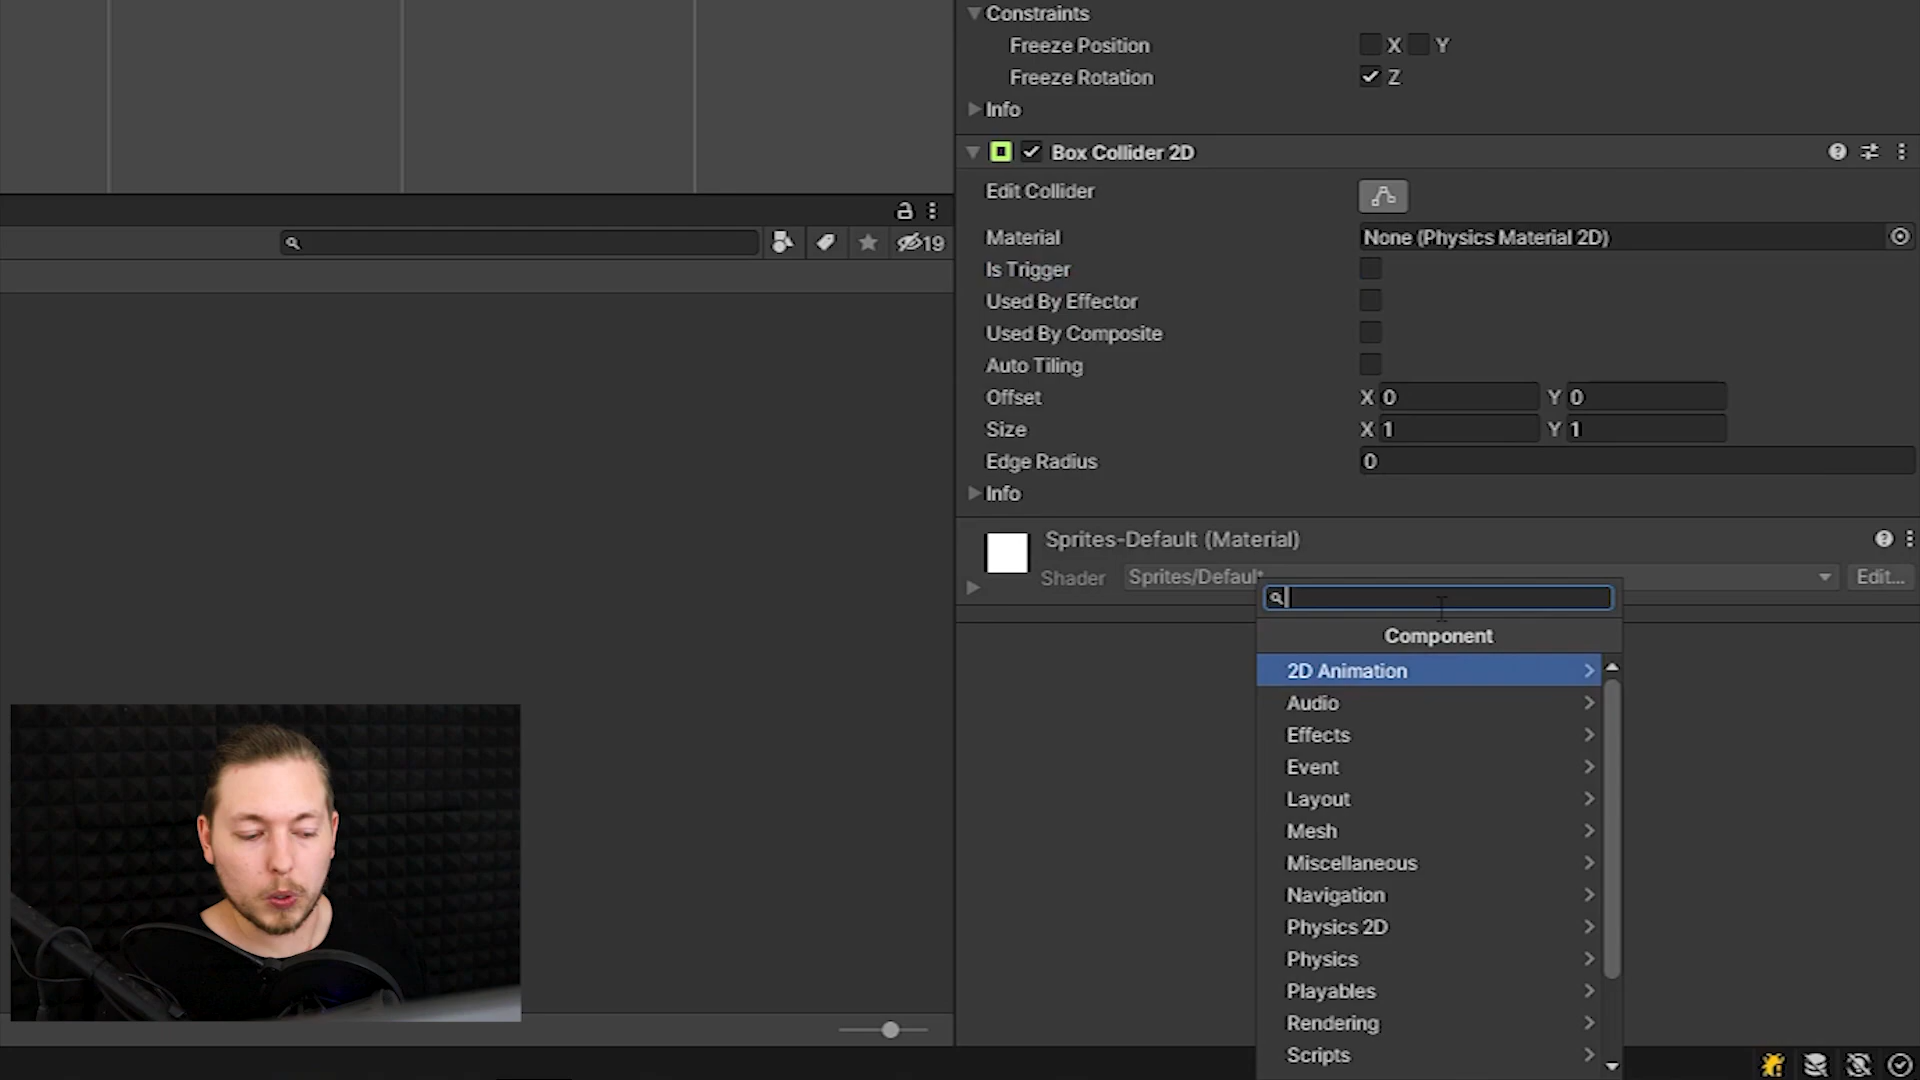 Constraints
Freeze Position X Y
Freeze Rotation Z
Info
Box Collider 2D
Edit Collider
19
Material None (Physics Material 2D)
Is Trigger
Used By Effector
Used By Composite
Auto Tiling
Offset X 0 Y 0
Size X 1 Y 1
Edge Radius 0
Info
Sprites-Default (Material)
Shader Sprites/Default Edit...
Component
2D Animation
Audio
Effects
Event
Layout
Mesh
Miscellaneous
Navigation
Physics 2D
Physics
Playables
Rendering
Scripts